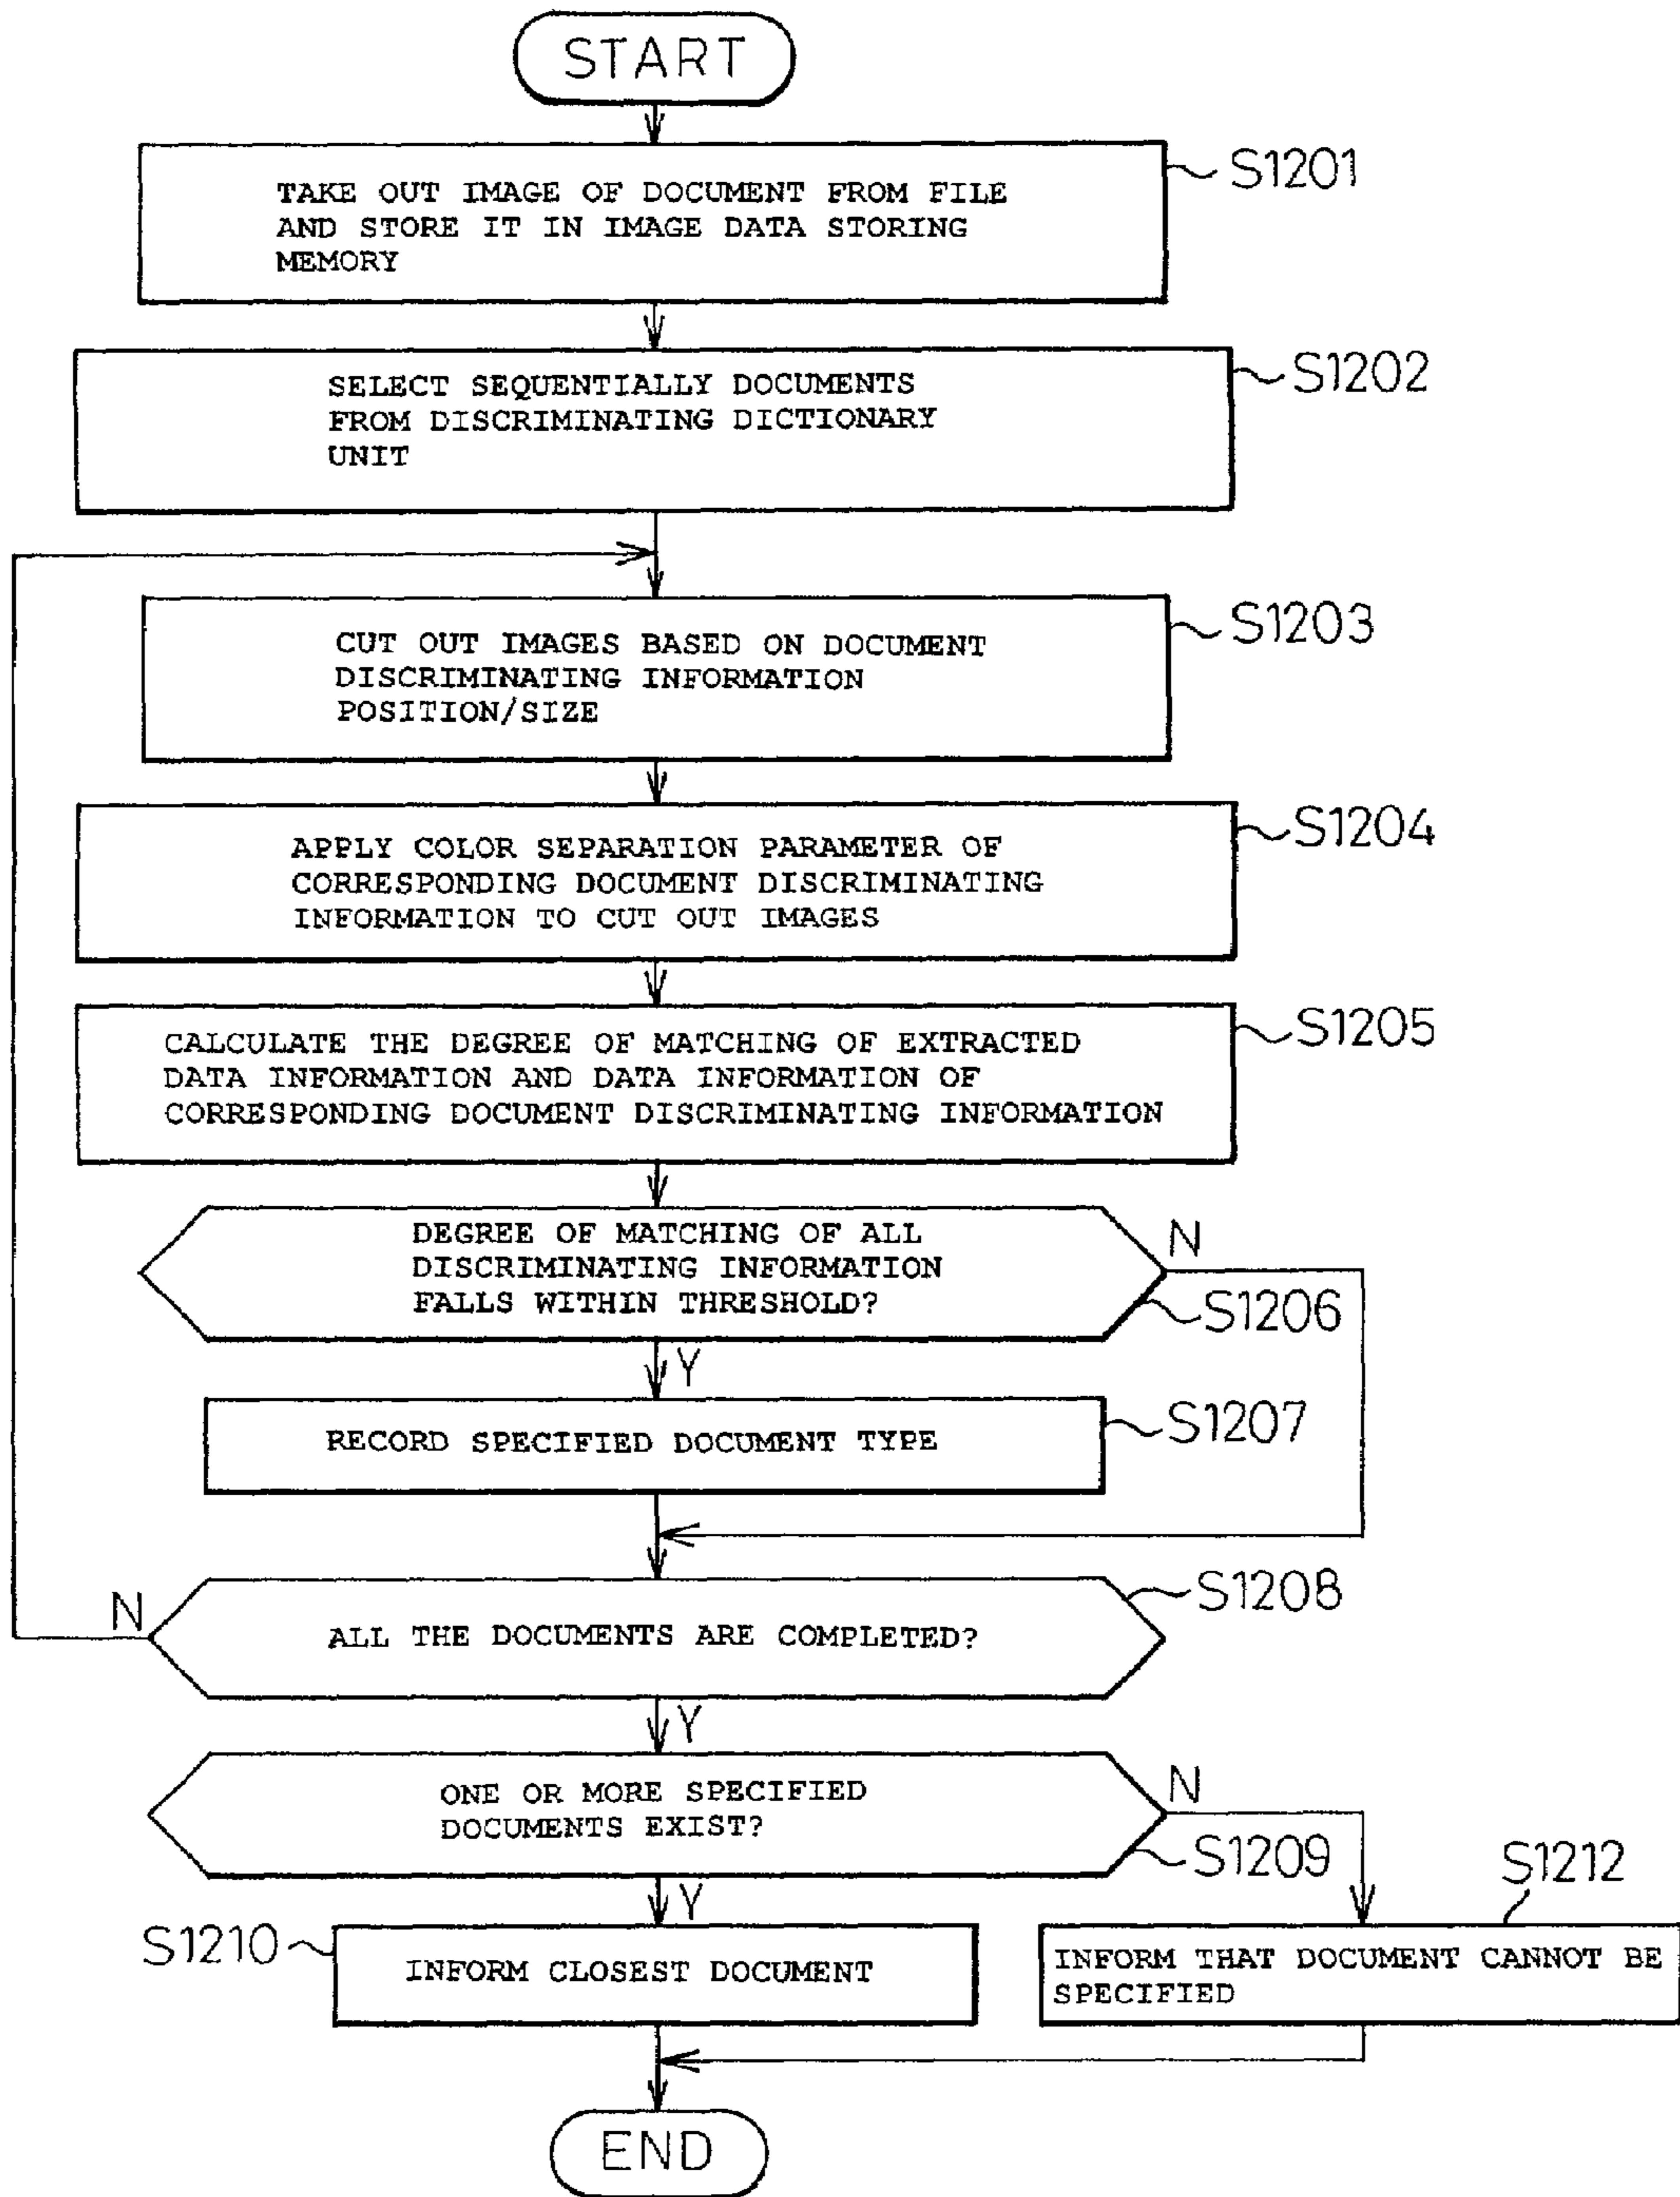 START
S1201
TAKE OUT IMAGE OF DOCUMENT FROM FILE
AND STORE IT IN IMAGE DATA STORING
MEMORY
S1202
SELECT SEQUENTIALLY DOCUMENTS
FROM DISCRIMINATING DICTIONARY
UNIT
S1203
CUT OUT IMAGES BASED ON DOCUMENT
DISCRIMINATING INFORMATION
POSITION/SIZE
S1204
APPLY COLOR SEPARATION PARAMETER OF
CORRESPONDING DOCUMENT DISCRIMINATING
INFORMATION TO CUT OUT IMAGES
S1205
CALCULATE THE DEGREE OF MATCHING OF EXTRACTED
DATA INFORMATION AND DATA INFORMATION OF
CORRESPONDING DOCUMENT DISCRIMINATING INFORMATION
DEGREE OF MATCHING OF ALL
DISCRIMINATING INFORMATION
FALLS WITHIN THRESHOLD?
N
S1206
Y
RECORD SPECIFIED DOCUMENT TYPE
S1207
S1208
N
ALL THE DOCUMENTS ARE COMPLETED?
Y
ONE OR MORE SPECIFIED
DOCUMENTS EXIST?
N
S1209
Y
S1212
S1210
INFORM CLOSEST DOCUMENT
INFORM THAT DOCUMENT CANNOT BE
SPECIFIED
END